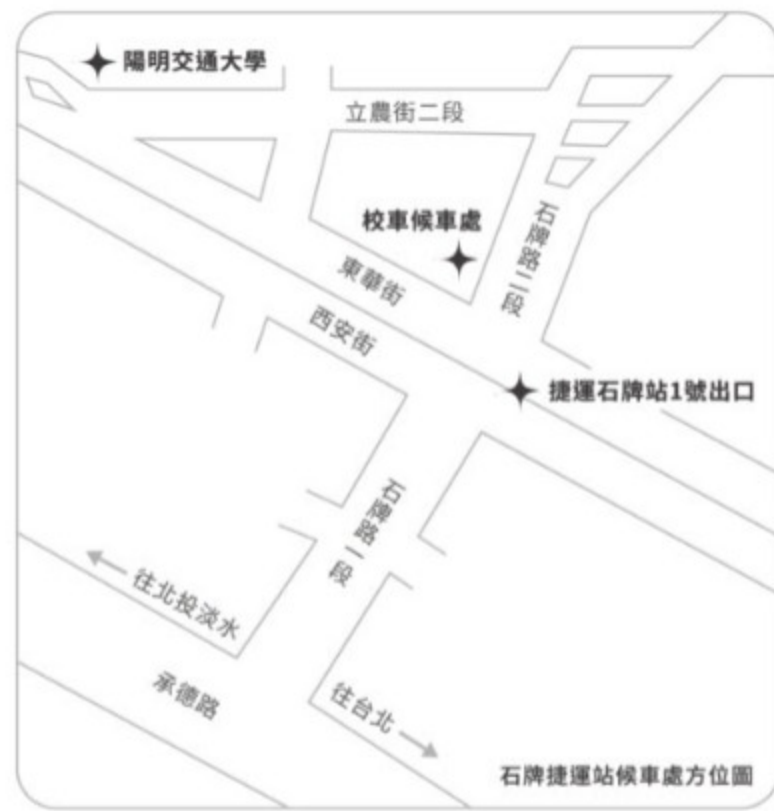 陽明交通大學
立農街二段
石牌路二段
校車候車處
東華街
西安街
捷運石牌站1號出口
石牌路一段
往北投淡水
承德路
往台北
石牌捷運站候車處方位圖